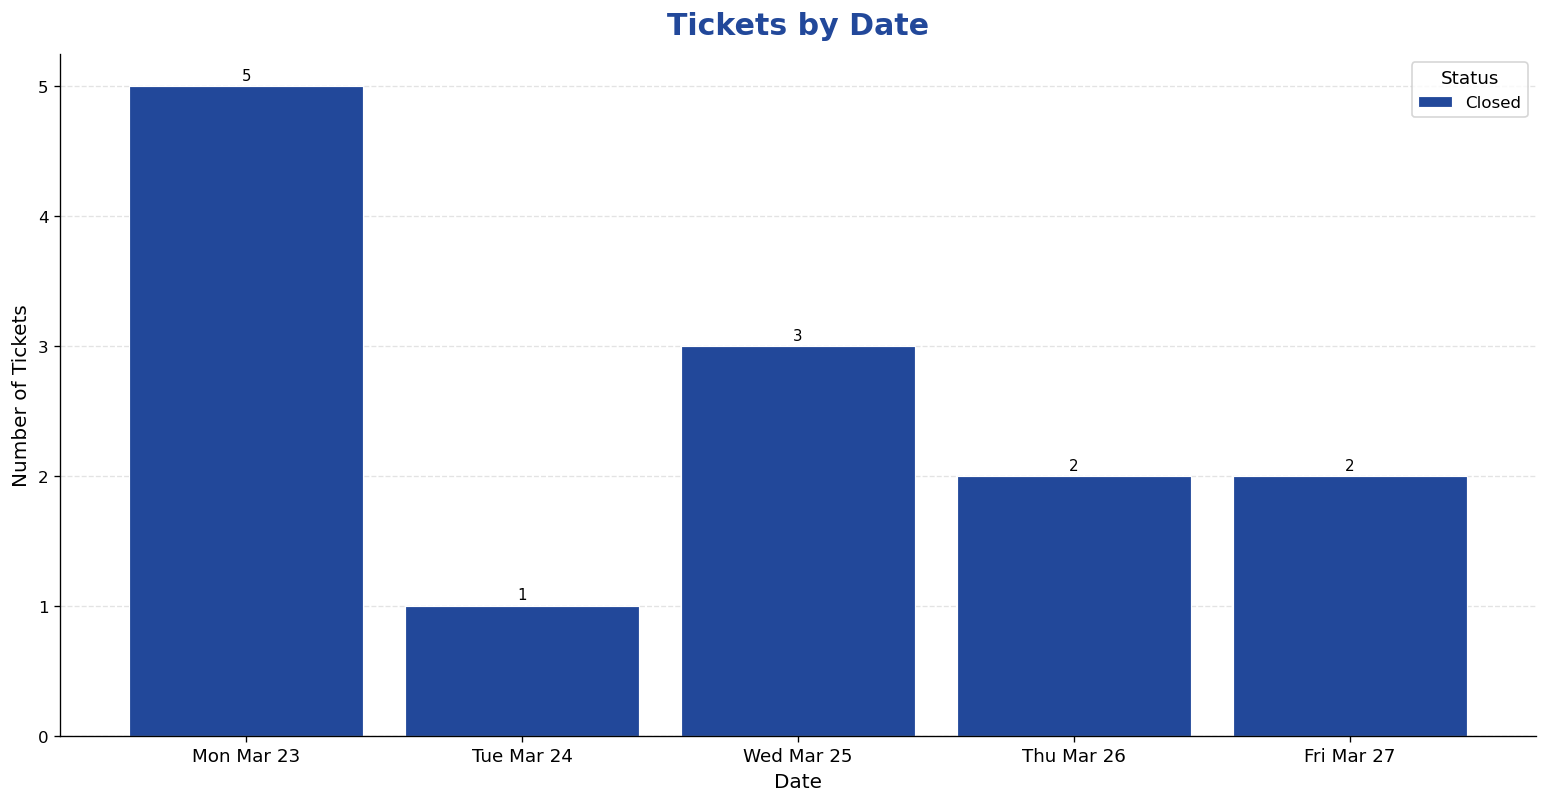 Tickets by Date
Status
Closed
Number of Tickets
5
4
3
2
1
0
5
1
3
2
2
Mon Mar 23
Tue Mar 24
Wed Mar 25
Thu Mar 26
Fri Mar 27
Date